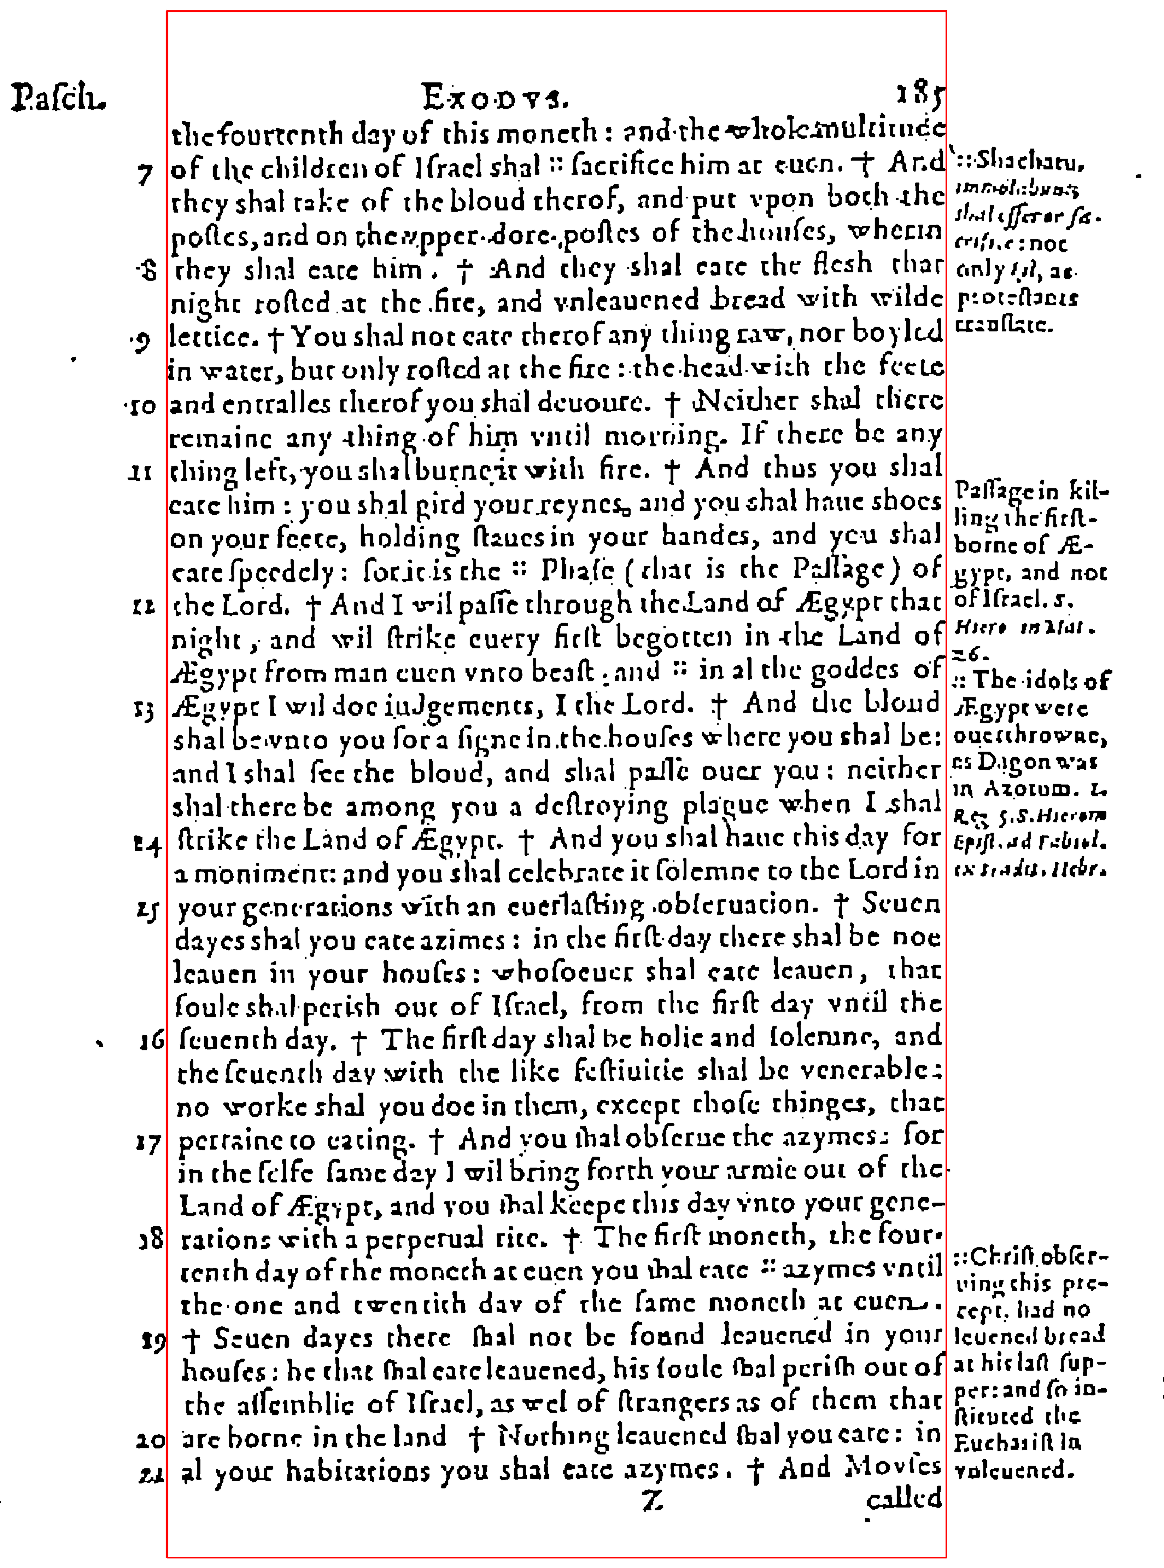 Paſch. EXODVS. 185
the fourtenth day of this moneth: and the whole multitude
7 of the children of Iſrael shal :: ſacrifice him at euen. † And
they shal take of the bloud therof, and put vpon both the
poſtes, and on the vpper dore poſtes of the houſes, wherin
8 they shal eate him. † And they shal eate the flesh that
night roſted at the fire, and vnleauened bread with wilde
9 lettice. † You shal not eate therof any thing raw, nor boyled
in water, but only roſted at the fire: the head with the feete
10 and entralles therof you shal deuoure. † Neither shal there
remaine any thing of him vntil morning. If there be any
11 thing left, you shal burne it with fire. † And thus you shal
eate him: you shal gird your reynes, and you shal haue shoes
on your feete, holding ſtaues in your handes, and you shal
eate ſpeedely: for it is the :: Phaſe (that is the Paſſage) of
12 the Lord. † And I wil paſſe through the Land of Ægypt that
night, and wil ſtrike euery firſt begotten in the Land of
Ægypt from man euen vnto beaſt: and :: in al the goddes of
13 Ægypt I wil doe iudgements, I the Lord. † And the bloud
shal be vnto you for a ſigne in the houſes where you shal be:
and I shal ſee the bloud, and shal paſſe ouer you: neither
shal there be among you a deſtroying plague when I shal
14 ſtrike the Land of Ægypt. † And you shal haue this day for
a moniment: and you shal celebrate it ſolemne to the Lord in
15 your generations with an euerlaſting obſeruation. † Seuen
dayes shal you eate azimes: in the firſt day there shal be noe
leauen in your houſes: whoſoeuer shal eate leauen, that
ſoule shal perish out of Iſrael, from the firſt day vntil the
16 ſeuenth day. † The firſt day shal be holie and ſolemne, and
the ſeuenth day with the like feſtiuitie shal be venerable:
no worke shal you doe in them, except thoſe thinges, that
17 pertaine to eating. † And you ſhal obſerue the azymes: for
in the ſelfe ſame day I wil bring forth your armie out of the
Land of Ægypt, and you ſhal keepe this day vnto your gene-
18 rations with a perpetual rite. † The firſt moneth, the four-
tenth day of the moneth at euen you ſhal eate :: azymes vntil
the one and twentith day of the ſame moneth at euen.
19 † Seuen dayes there ſhal not be found leauened in your
houſes: he that ſhal eate leauened, his ſoule ſhal periſh out of
the aſſemblie of Iſrael, as wel of ſtrangers as of them that
20 are borne in the land † Nothing leauened ſhal you eate: in
21 al your habitations you shal eate azymes. † And Moyſes
Z called
:: Shachatu,
immolabunt,
shal offer or ſa-
crifice: not
only kil, as
proteſtants
tranſlate.
Paſſage in kil-
ling the firſt-
borne of Æ-
gypt, and not
of Iſrael. S.
Hiero in Mat.
26.
:: The idols of
Ægypt were
ouerthrowne,
as Dagon was
in Azotum. 1.
Reg. 5. S. Hierom
Epiſt. ad Fabiol.
ex tradit. Hebr.
:: Chriſt obſer-
uing this pre-
cept, had no
leuened bread
at his laſt ſup-
per: and ſo in-
ſtituted the
Euchariſt in
vnleuened.